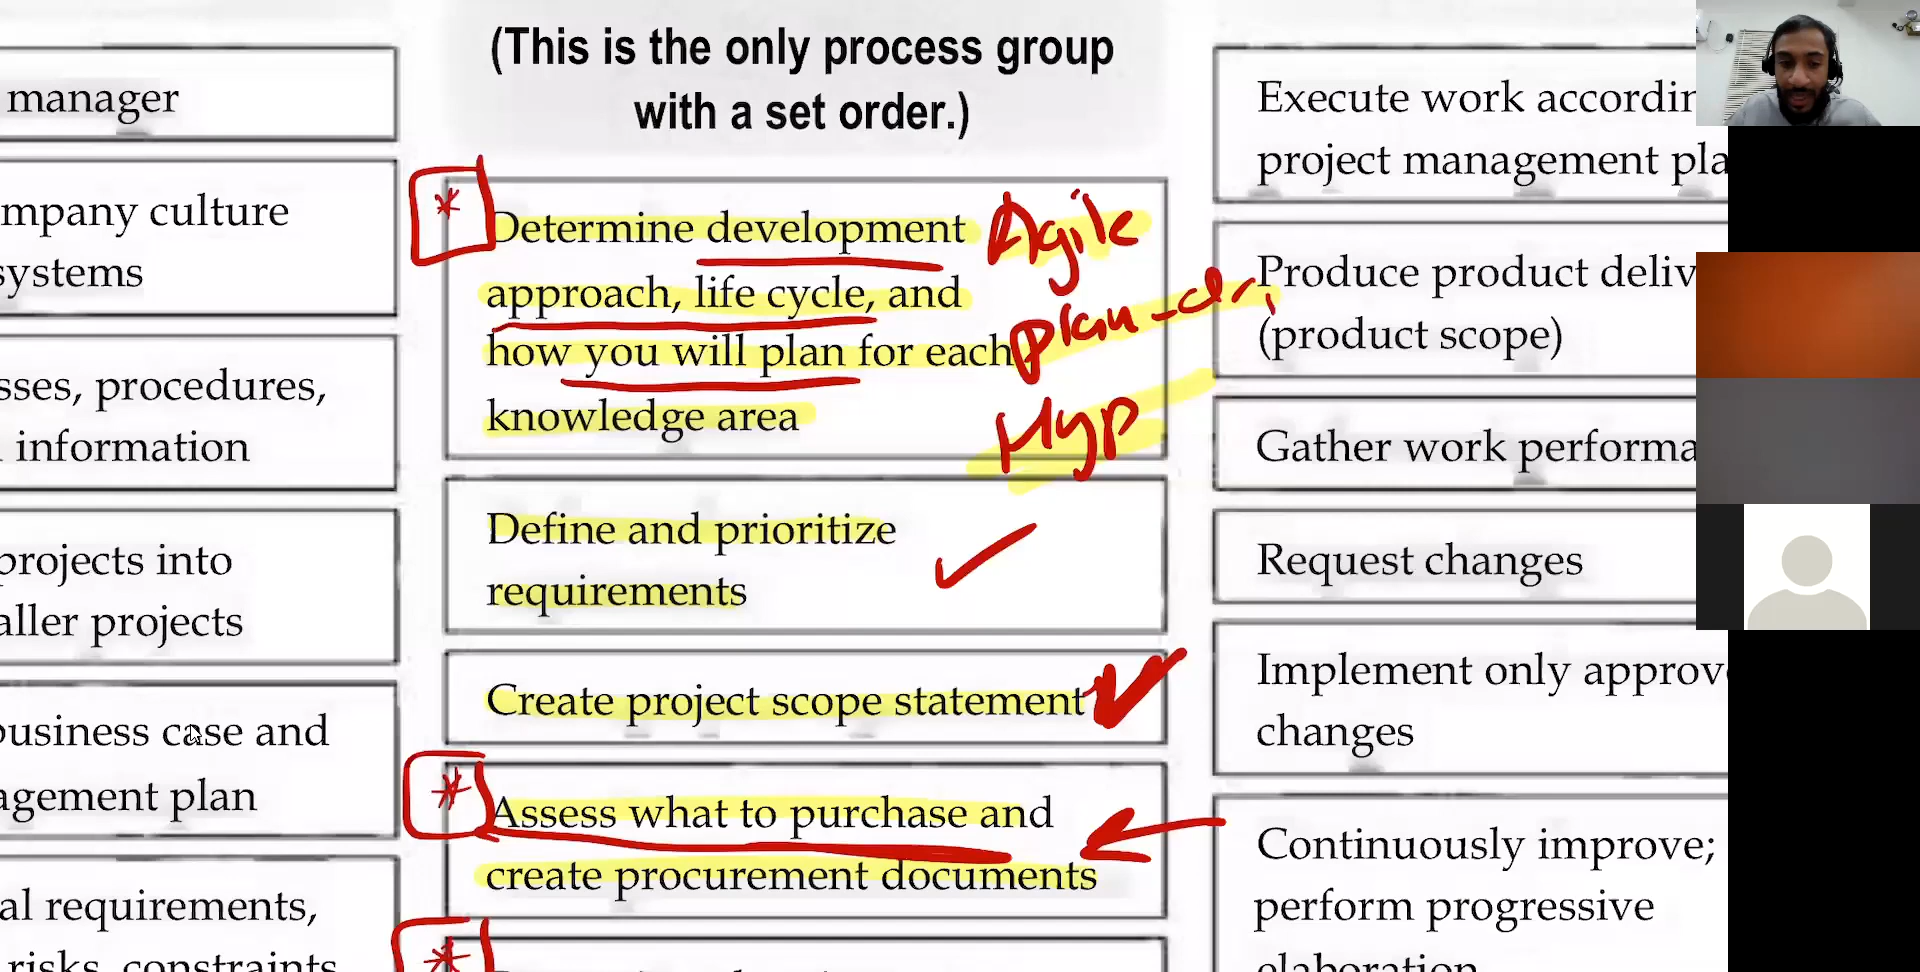 manager
mpany culture
systems
sses, procedures,
information
projects into
aller projects
business case and
agement plan
al requirements,
risks, constraints
(This is the only process group
with a set order.)
* Determine development
approach, life cycle, and
how you will plan for each
knowledge area
Agile
plan-dri
Hyp
Define and prioritize
requirements
Create project scope statement
* Assess what to purchase and
create procurement documents
*
Execute work accordin
project management pla
Produce product deliv
(product scope)
Gather work performa
Request changes
Implement only approv
changes
Continuously improve;
perform progressive
elaboration